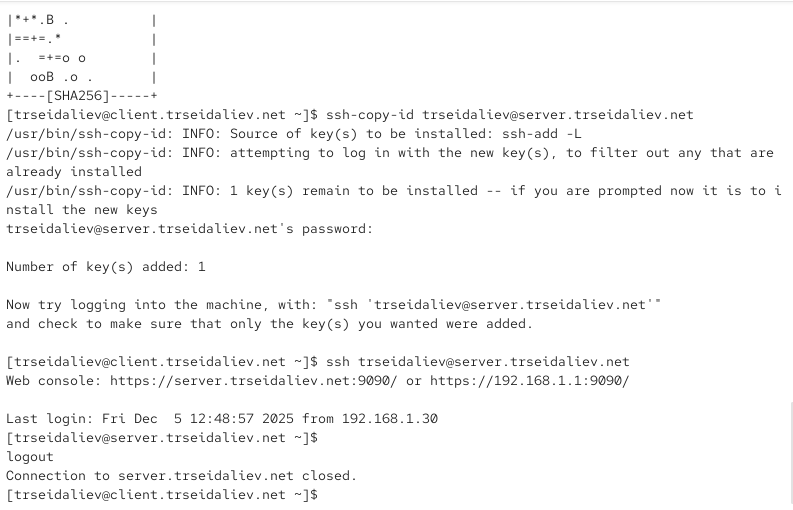 |*+*.B .          |
|==+=.*           |
|.  =+=o o        |
|  ooB .o .       |
+----[SHA256]-----+
[trseidaliev@client.trseidaliev.net ~]$ ssh-copy-id trseidaliev@server.trseidaliev.net
/usr/bin/ssh-copy-id: INFO: Source of key(s) to be installed: ssh-add -L
/usr/bin/ssh-copy-id: INFO: attempting to log in with the new key(s), to filter out any that are
already installed
/usr/bin/ssh-copy-id: INFO: 1 key(s) remain to be installed -- if you are prompted now it is to i
nstall the new keys
trseidaliev@server.trseidaliev.net's password:

Number of key(s) added: 1

Now try logging into the machine, with: "ssh 'trseidaliev@server.trseidaliev.net'"
and check to make sure that only the key(s) you wanted were added.

[trseidaliev@client.trseidaliev.net ~]$ ssh trseidaliev@server.trseidaliev.net
Web console: https://server.trseidaliev.net:9090/ or https://192.168.1.1:9090/

Last login: Fri Dec  5 12:48:57 2025 from 192.168.1.30
[trseidaliev@server.trseidaliev.net ~]$
logout
Connection to server.trseidaliev.net closed.
[trseidaliev@client.trseidaliev.net ~]$